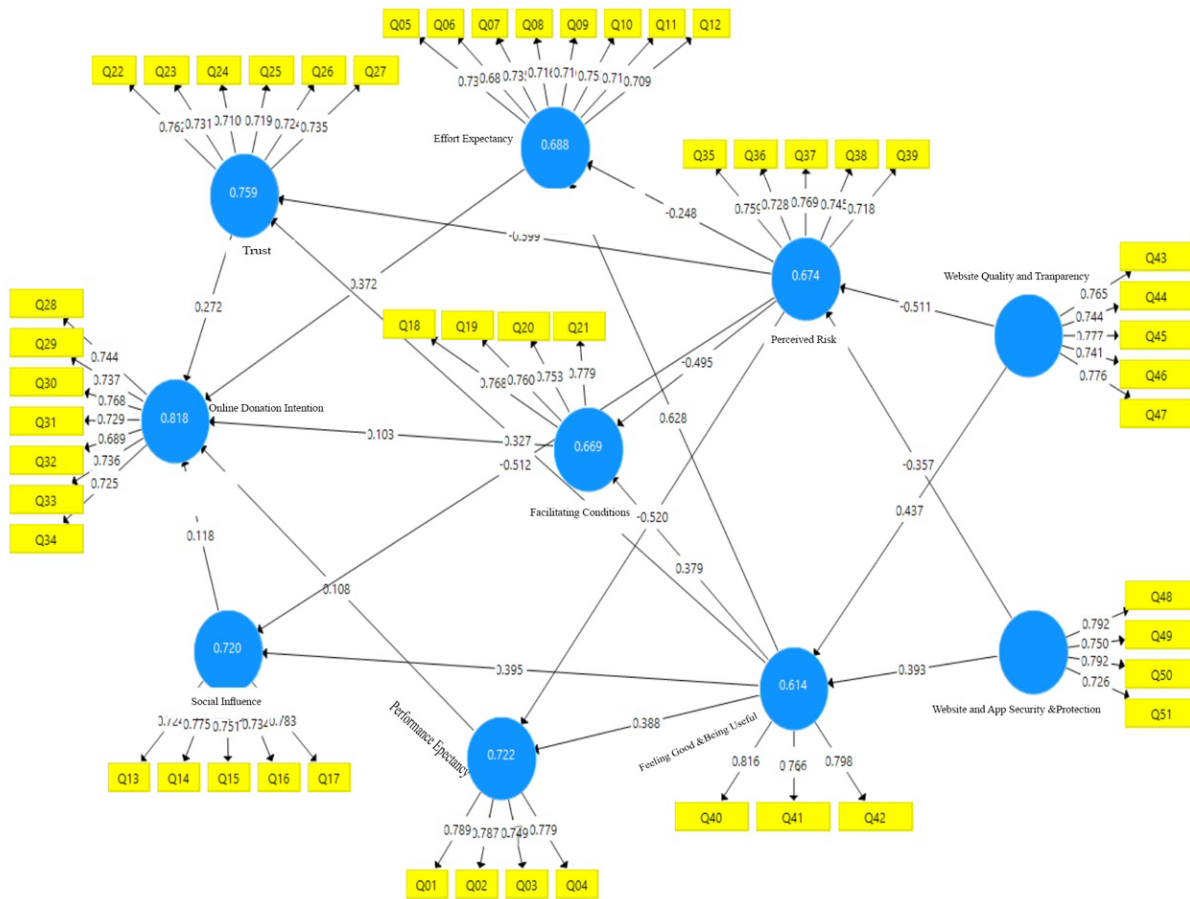 Q05 Q06 Q07 Q08 Q09 Q10 Q11 Q12
Q22 Q23 Q24 Q25 Q26 Q27
0.762 0.731 0.710 0.719 0.724 0.735
0.73 0.68 0.71 0.75 0.71 0.709
Effort Expectancy
0.688
Q35 Q36 Q37 Q38 Q39
0.759 0.728 0.769 0.745 0.718
0.759
Trust
-0.248
-0.399
0.674
Perceived Risk
Website Quality and Tranparency
Q43
Q44
Q45
Q46
Q47
0.765
0.744
0.777
0.741
0.776
-0.511
0.272
0.372
Q28
Q29
Q30
Q31
Q32
Q33
Q34
0.744
0.737
0.768
0.729
0.689
0.736
0.725
0.818
Online Donation Intention
Q18 Q19 Q20 Q21
0.768 0.760 0.753 0.779
-0.495
0.628
0.103
0.327
0.669
Facilitating Conditions
-0.512
-0.357
0.437
-0.520
0.379
0.118
0.108
0.720
Social Influence
0.775 0.751 0.783
Q13 Q14 Q15 Q16 Q17
0.395
0.388
0.393
Performance Epectancy
0.722
0.789 0.787 0.749 0.779
Q01 Q02 Q03 Q04
0.614
Feeling Good &Being Useful
0.816 0.766 0.798
Q40 Q41 Q42
Website and App Security &Protection
0.792
0.750
0.792
0.726
Q48
Q49
Q50
Q51